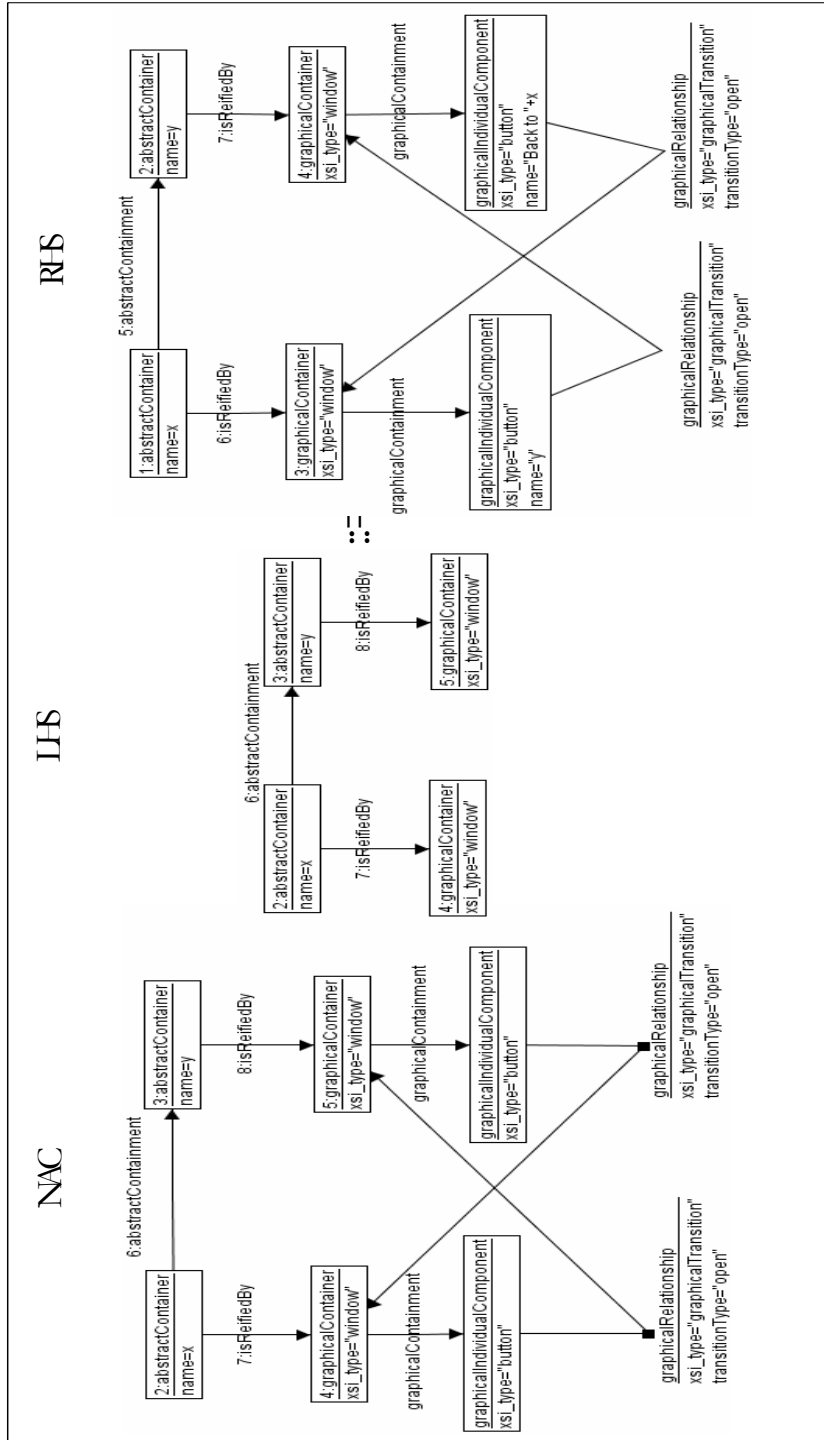 NAC
6:abstractContainment
2:abstractContainer
name=x
3:abstractContainer
name=y
7:isReifiedBy
8:isReifiedBy
4:graphicalContainer
xsi_type="window"
5:graphicalContainer
xsi_type="window"
graphicalContainment
graphicalContainment
graphicalIndividualComponent
xsi_type="button"
graphicalIndividualComponent
xsi_type="button"
graphicalRelationship
xsi_type="graphicalTransition"
transitionType="open"
graphicalRelationship
xsi_type="graphicalTransition"
transitionType="open"
LHS
6:abstractContainment
2:abstractContainer
name=x
3:abstractContainer
name=y
7:isReifiedBy
8:isReifiedBy
4:graphicalContainer
xsi_type="window"
5:graphicalContainer
xsi_type="window"
::=
RHS
5:abstractContainment
1:abstractContainer
name=x
2:abstractContainer
name=y
6:isReifiedBy
7:isReifiedBy
3:graphicalContainer
xsi_type="window"
4:graphicalContainer
xsi_type="window"
graphicalContainment
graphicalContainment
graphicalIndividualComponent
xsi_type="button"
name="y"
graphicalIndividualComponent
xsi_type="button"
name="Back to "+x
graphicalRelationship
xsi_type="graphicalTransition"
transitionType="open"
graphicalRelationship
xsi_type="graphicalTransition"
transitionType="open"